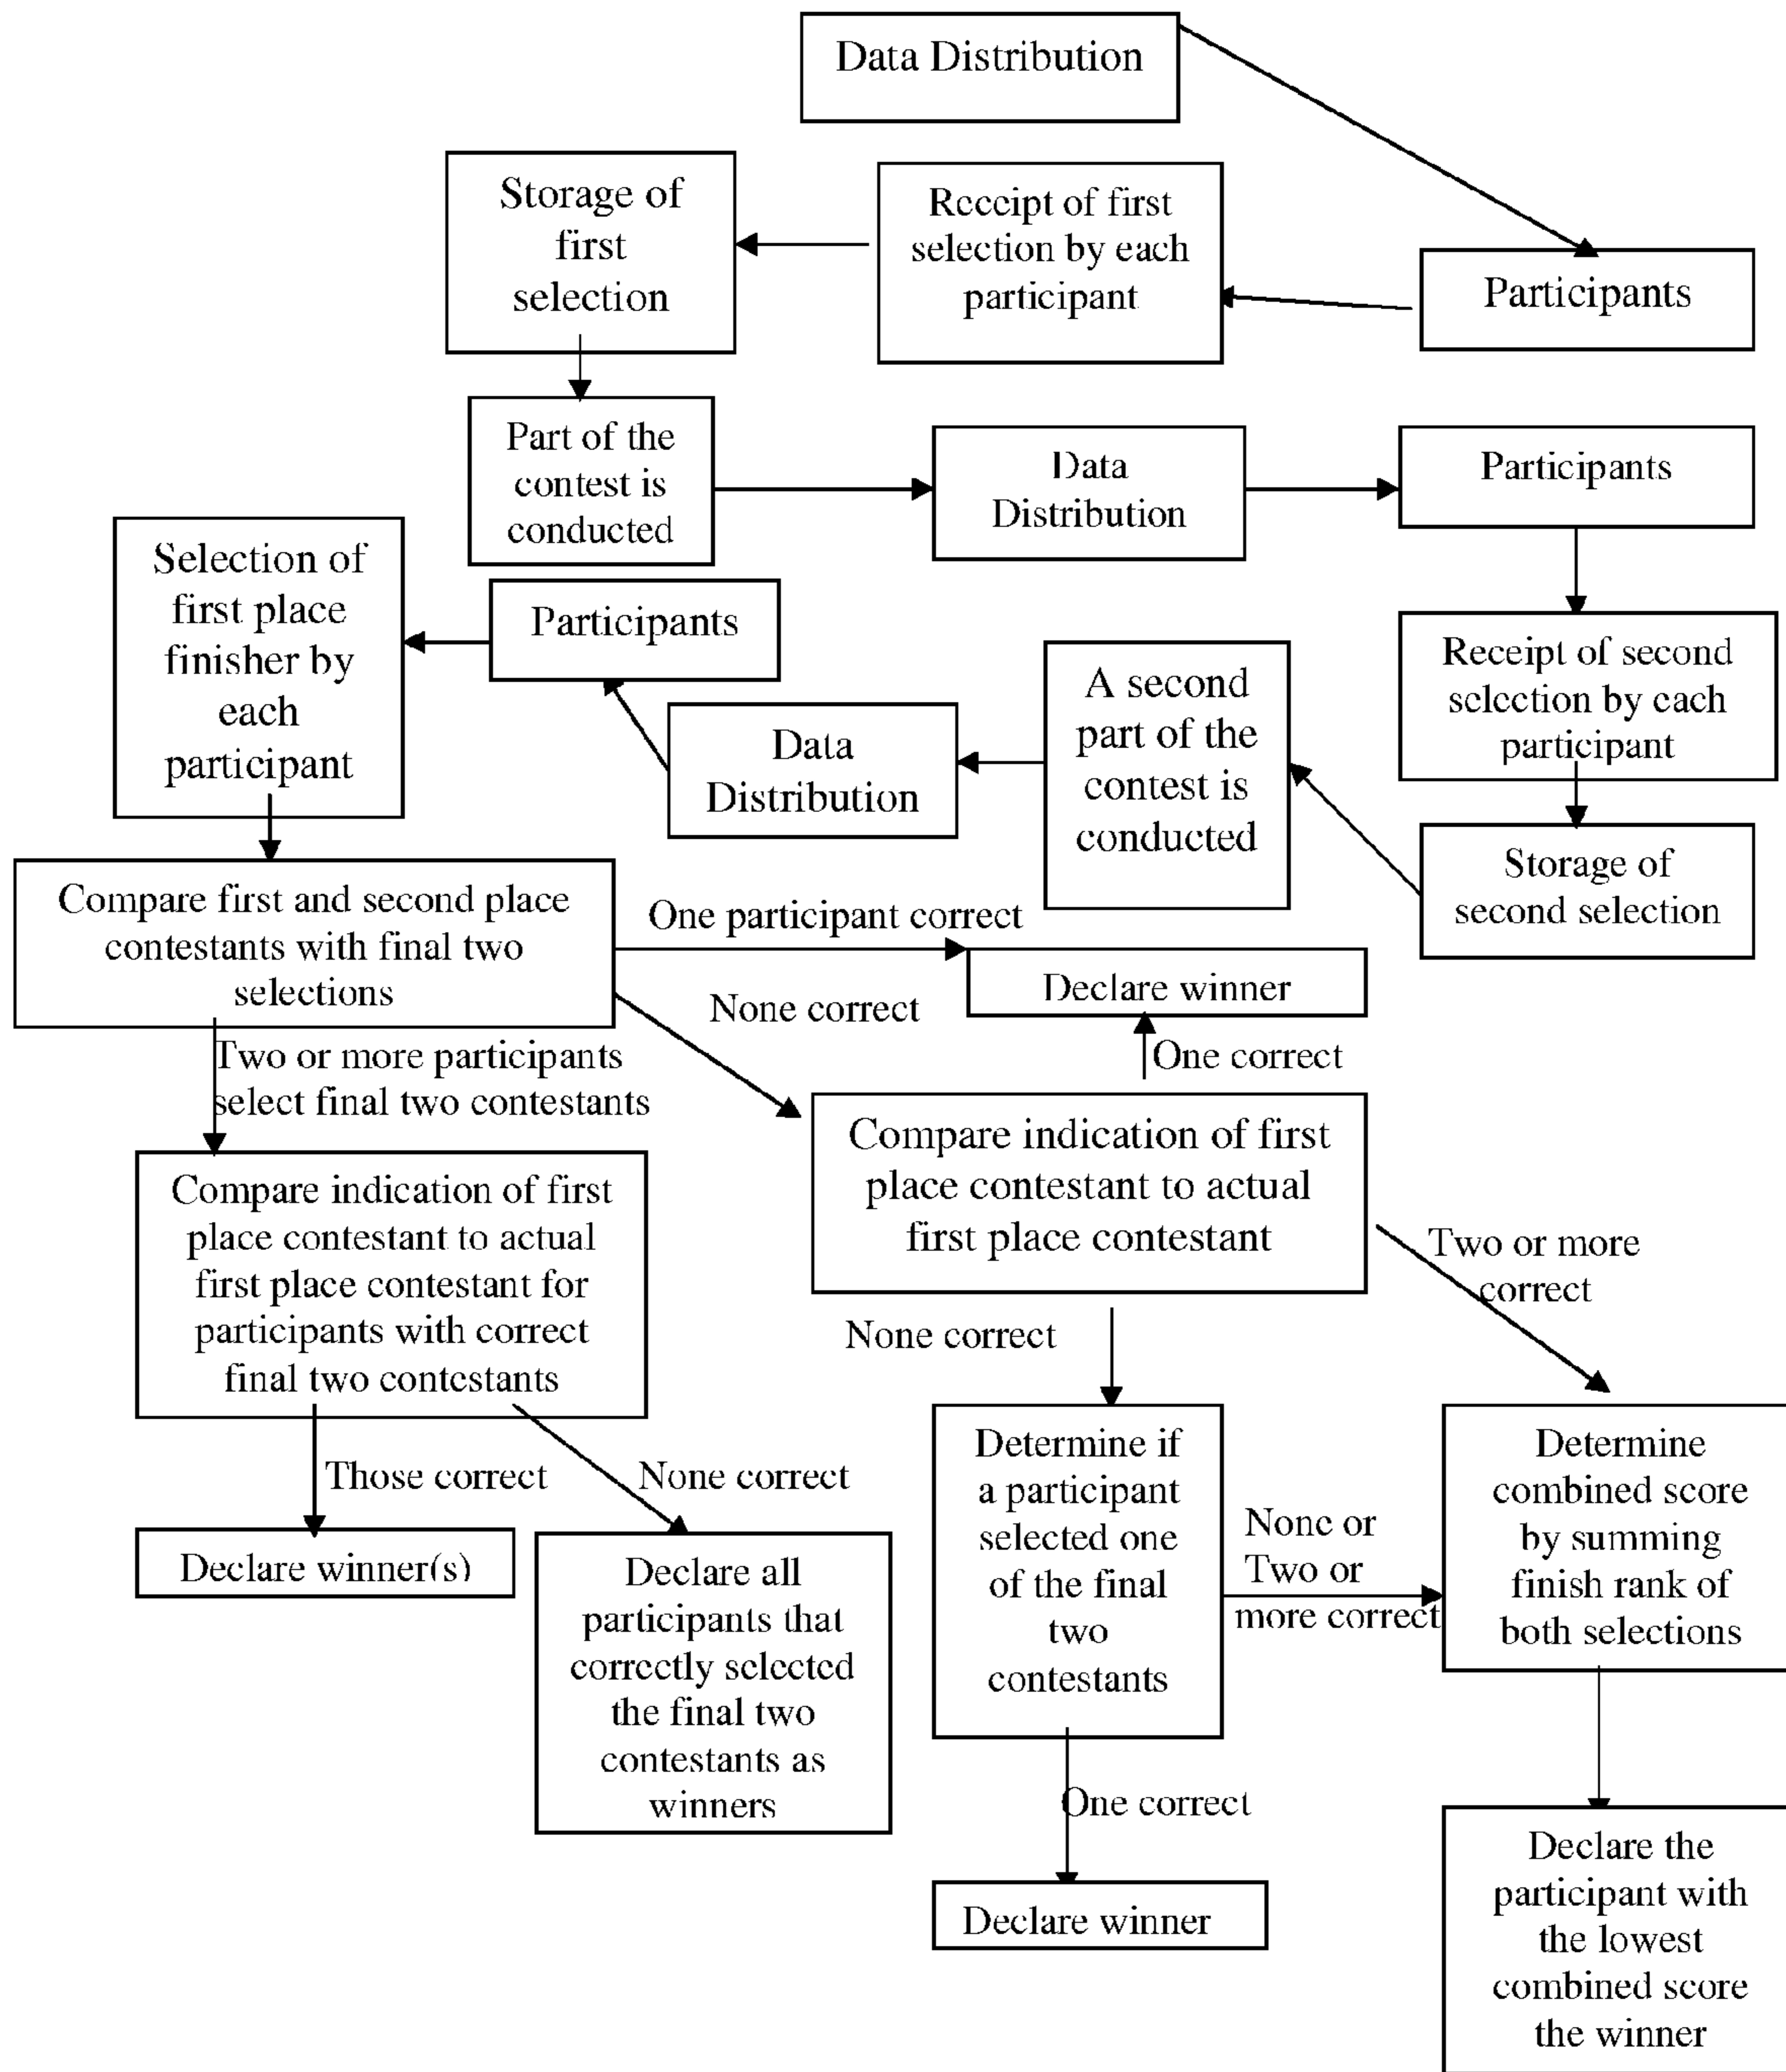 Data Distribution
Storage of
first
selection
Receipt of first
selection by each
participant
Participants
Part of the
contest is
conducted
Data
Distribution
Participants
Selection of
first place
finisher by
each
participant
Participants
Data
Distribution
A second
part of the
contest is
conducted
Receipt of second
selection by each
participant
Storage of
second selection
Compare first and second place
contestants with final two
selections
One participant correct
Declare winner
None correct
One correct
Two or more participants
select final two contestants
Compare indication of first
place contestant to actual
first place contestant
Compare indication of first
place contestant to actual
first place contestant for
participants with correct
final two contestants
Two or more
correct
None correct
Those correct
None correct
Declare winner(s)
Declare all
participants that
correctly selected
the final two
contestants as
winners
Determine if
a participant
selected one
of the final
two
contestants
None or
Two or
more correct
Determine
combined score
by summing
finish rank of
both selections
One correct
Declare winner
Declare the
participant with
the lowest
combined score
the winner